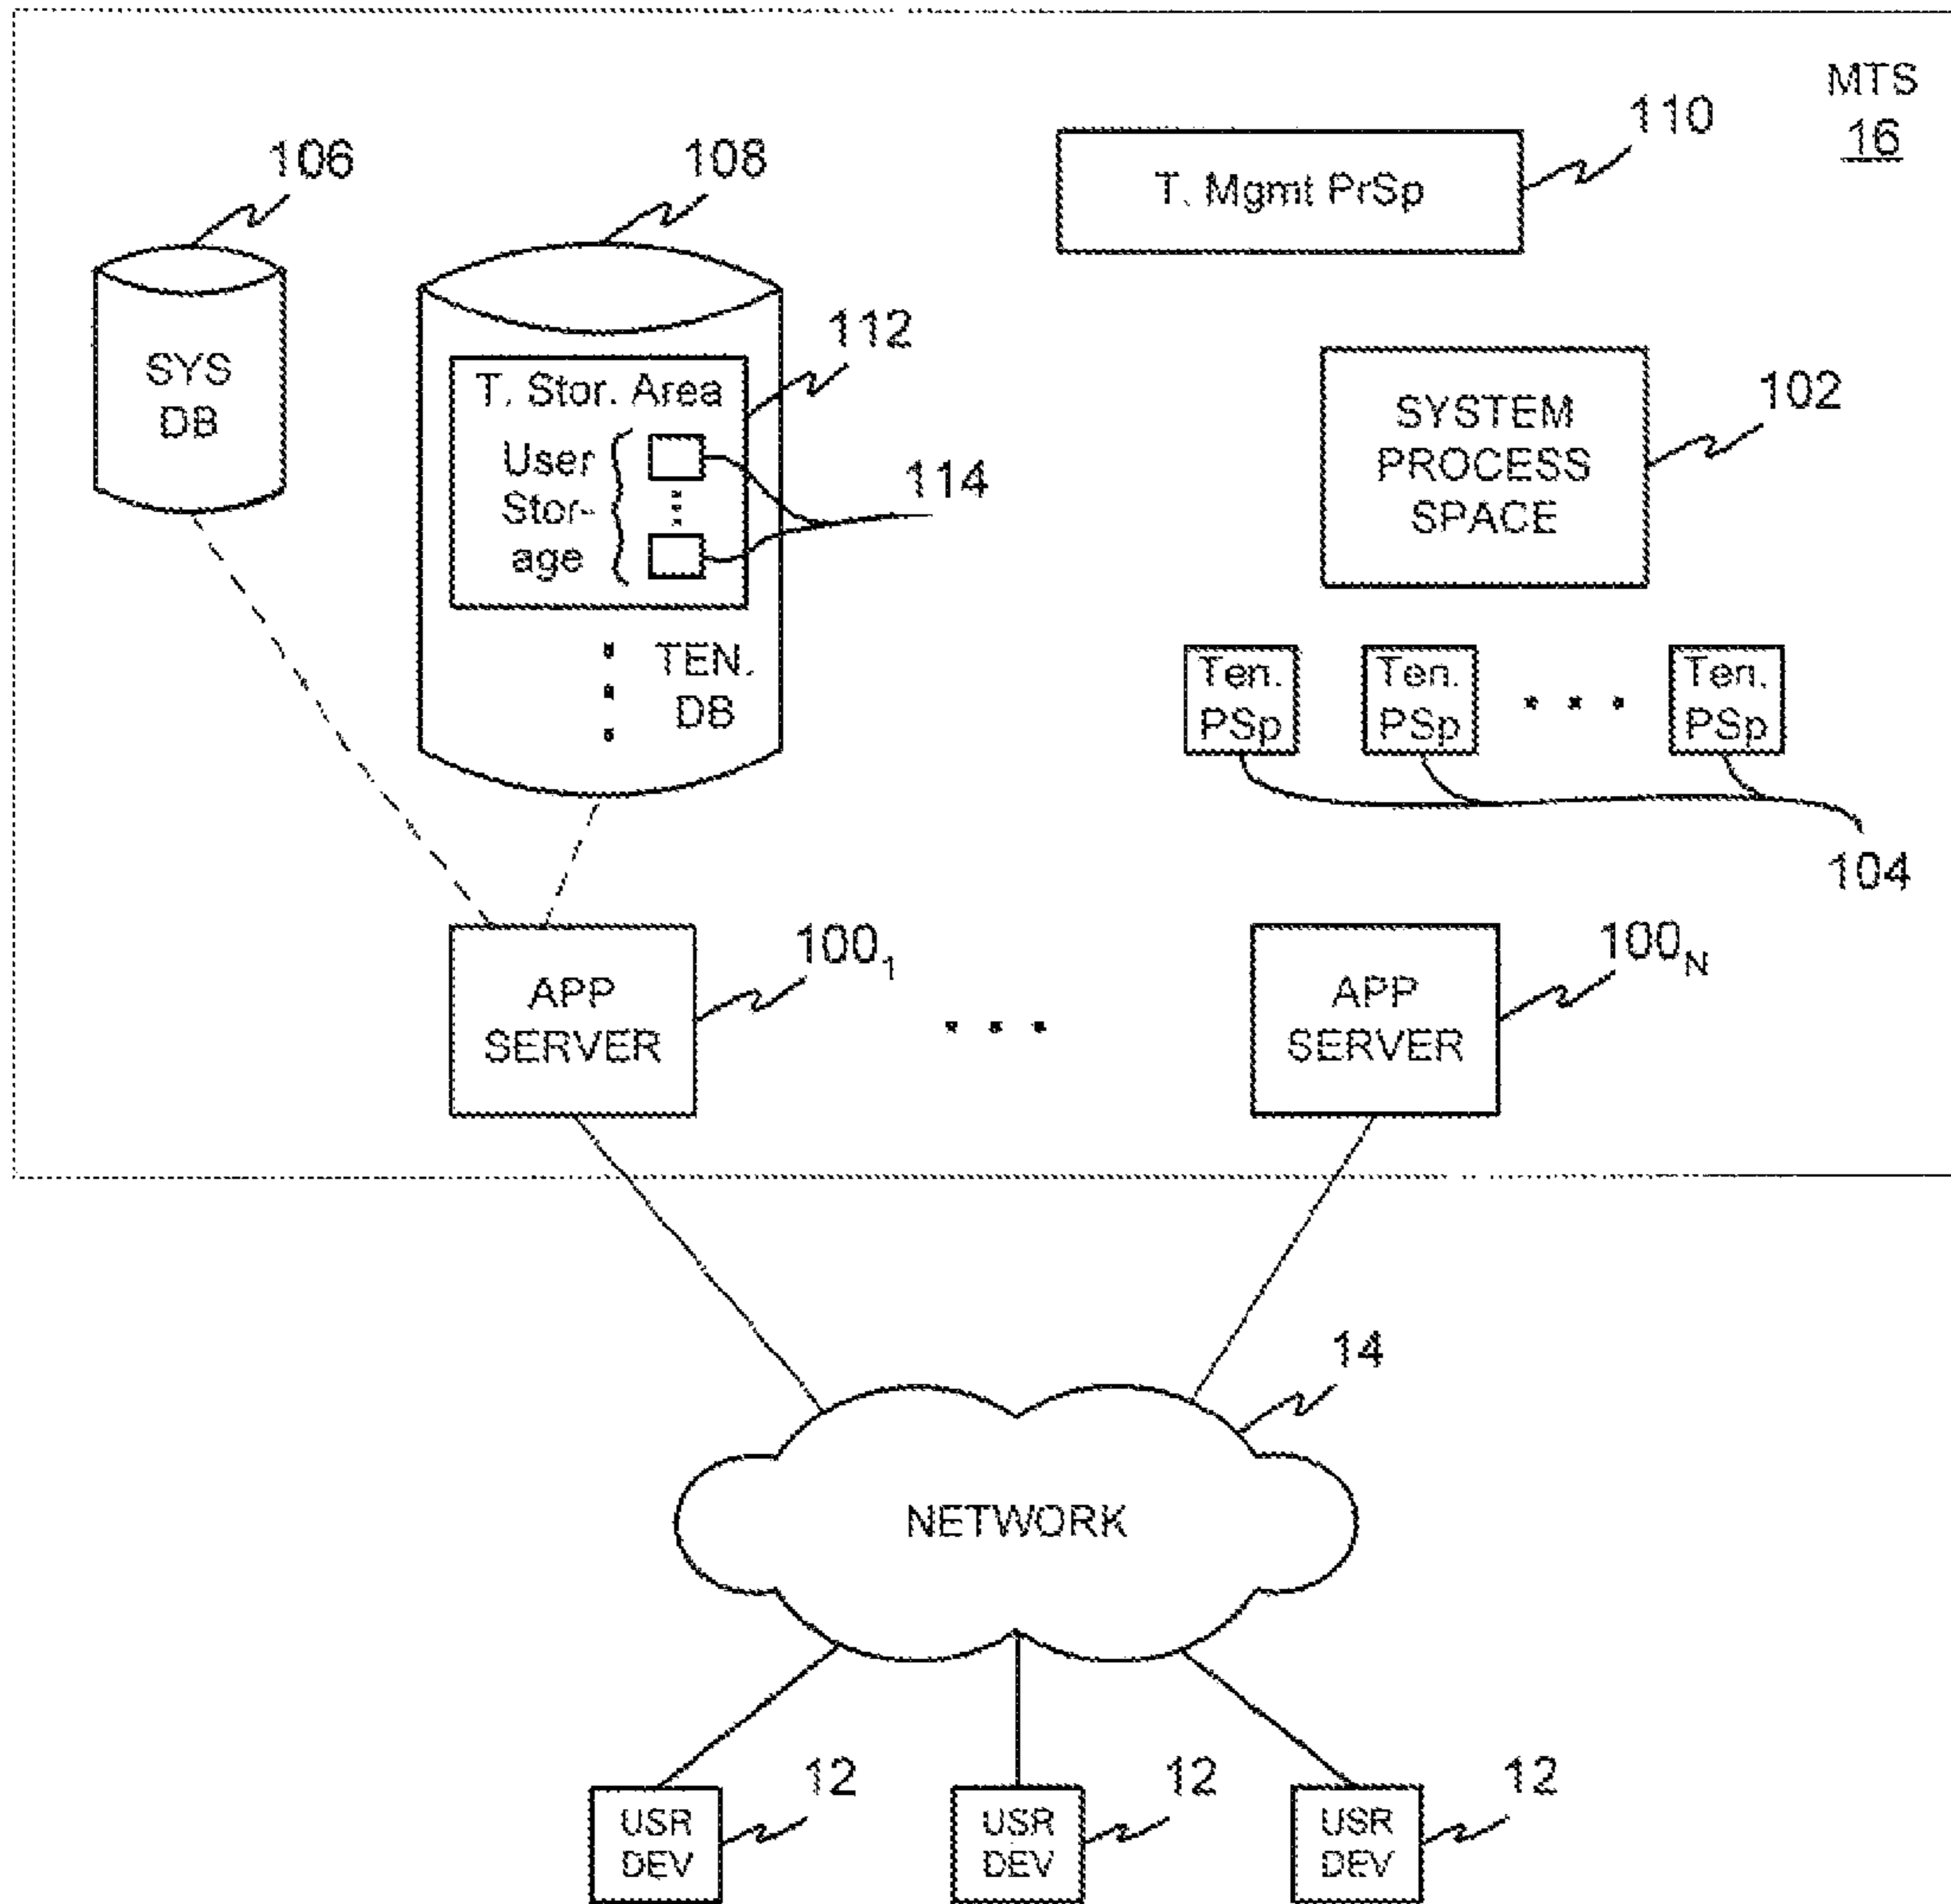 MTS
16
110
T. Mgmt PrSp
106
108
SYS
DB
112
T. Stor. Area
User
Stor-
age
114
TEN.
DB
SYSTEM
PROCESS
SPACE
102
Ten.
PSp
Ten.
PSp
Ten.
PSp
104
APP
SERVER
100₁
APP
SERVER
100N
14
NETWORK
USR
DEV
12
USR
DEV
12
USR
DEV
12